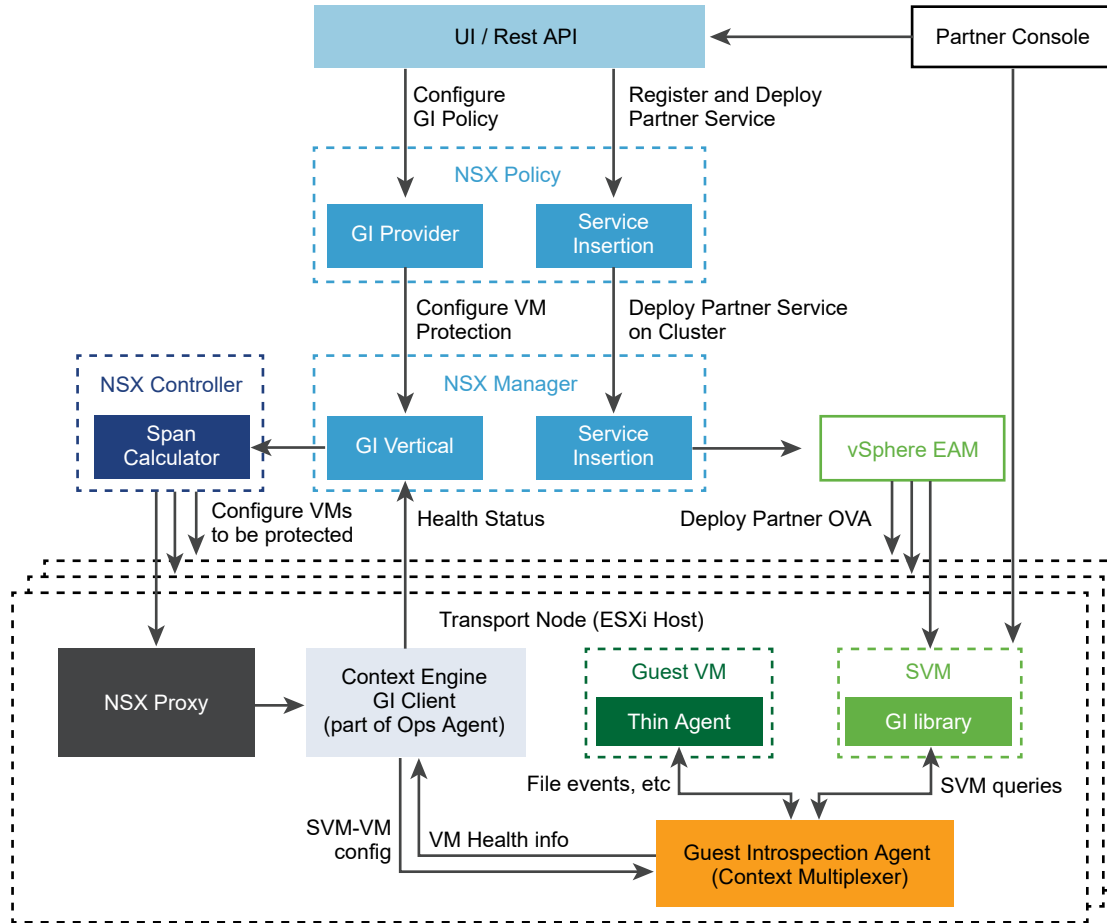 UI / Rest API
Partner Console
Configure
GI Policy
Register and Deploy
Partner Service
NSX Policy
GI Provider
Service
Insertion
Configure VM
Protection
Deploy Partner Service
on Cluster
NSX Controller
NSX Manager
Span
Calculator
GI Vertical
Service
Insertion
vSphere EAM
Configure VMs
to be protected
Health Status
Deploy Partner OVA
Transport Node (ESXi Host)
NSX Proxy
Context Engine
GI Client
(part of Ops Agent)
Guest VM
Thin Agent
SVM
GI library
File events, etc
SVM queries
SVM-VM
config
VM Health info
Guest Introspection Agent
(Context Multiplexer)